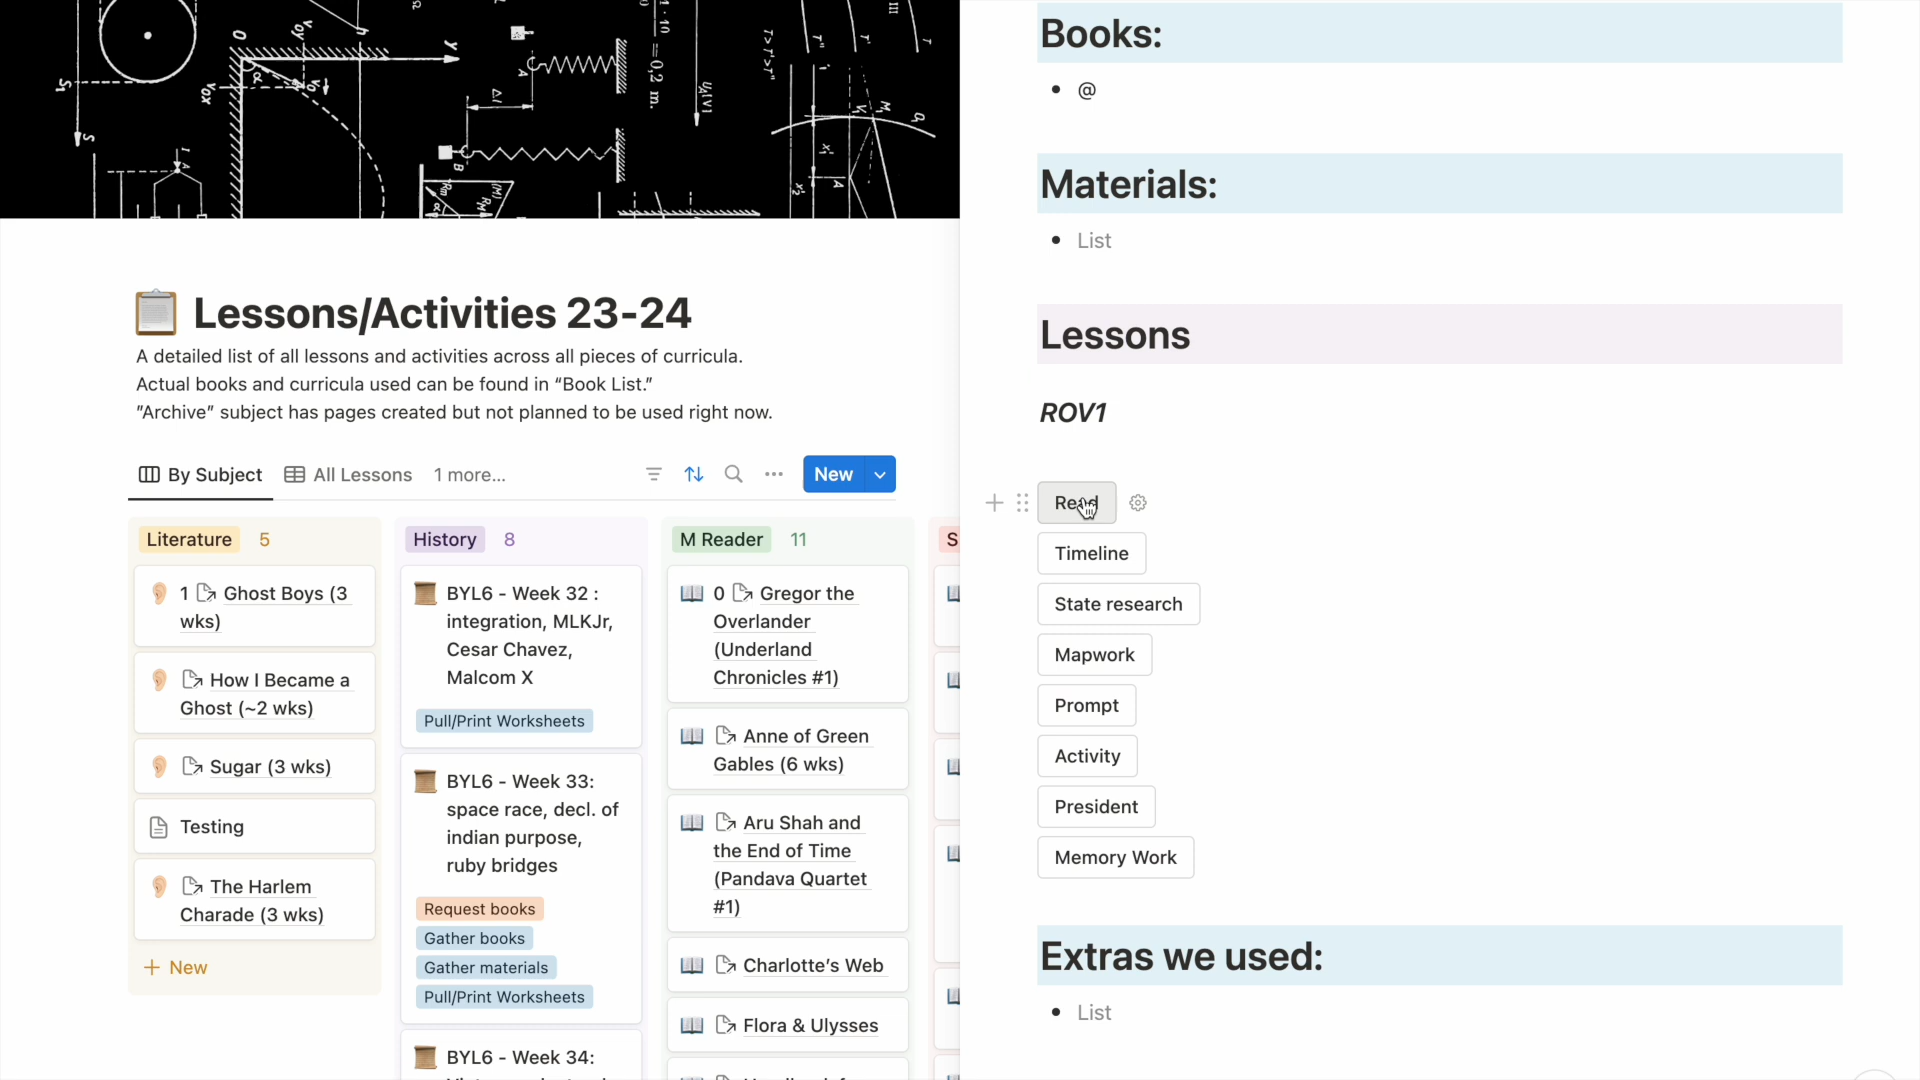 Lessons/Activities 23-24
A detailed list of all lessons and activities across all pieces of curricula.
Actual books and curricula used can be found in “Book List.”
”Archive” subject has pages created but not planned to be used right now.
By Subject
All Lessons
1 more...
New
Literature 5
1 Ghost Boys (3
wks)
How I Became a
Ghost (~2 wks)
Sugar (3 wks)
Testing
The Harlem
Charade (3 wks)
+ New
History 8
BYL6 - Week 32 :
integration, MLKJr,
Cesar Chavez,
Malcom X
Pull/Print Worksheets
BYL6 - Week 33:
space race, decl. of
indian purpose,
ruby bridges
Request books
Gather books
Gather materials
Pull/Print Worksheets
BYL6 - Week 34:
M Reader 11
0 Gregor the
Overlander
(Underland
Chronicles #1)
Anne of Green
Gables (6 wks)
Aru Shah and
the End of Time
(Pandava Quartet
#1)
Charlotte’s Web
Flora & Ulysses
S
Books:
@
Materials:
List
Lessons
ROV1
Read
Timeline
State research
Mapwork
Prompt
Activity
President
Memory Work
Extras we used:
List